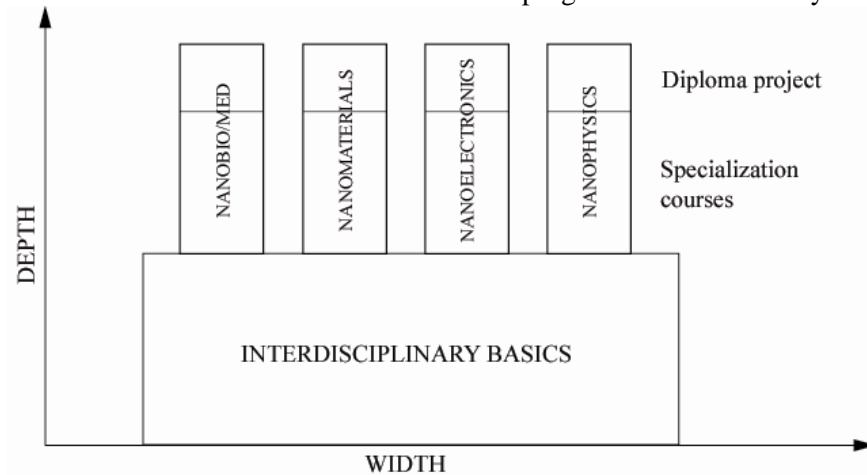 Diploma project
NANOBIO/MED
NANOMATERIALS
NANOELECTRONICS
NANOPHYSICS
Specialization
courses
DEPTH
INTERDISCIPLINARY BASICS
WIDTH